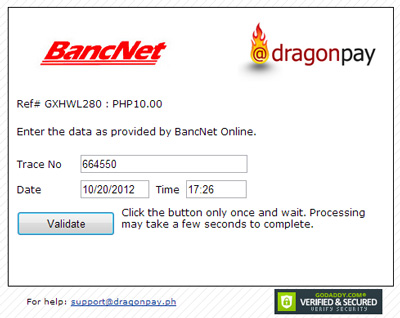 BancNet
@dragonpay
Ref# GXHWL280 : PHP10.00
Enter the data as provided by BancNet Online.
Trace No 664550
Date 10/20/2012 Time 17:26
Validate
Click the button only once and wait. Processing
may take a few seconds to complete.
For help: support@dragonpay.ph
GODADDY.COM®
VERIFIED & SECURED
VERIFY SECURITY